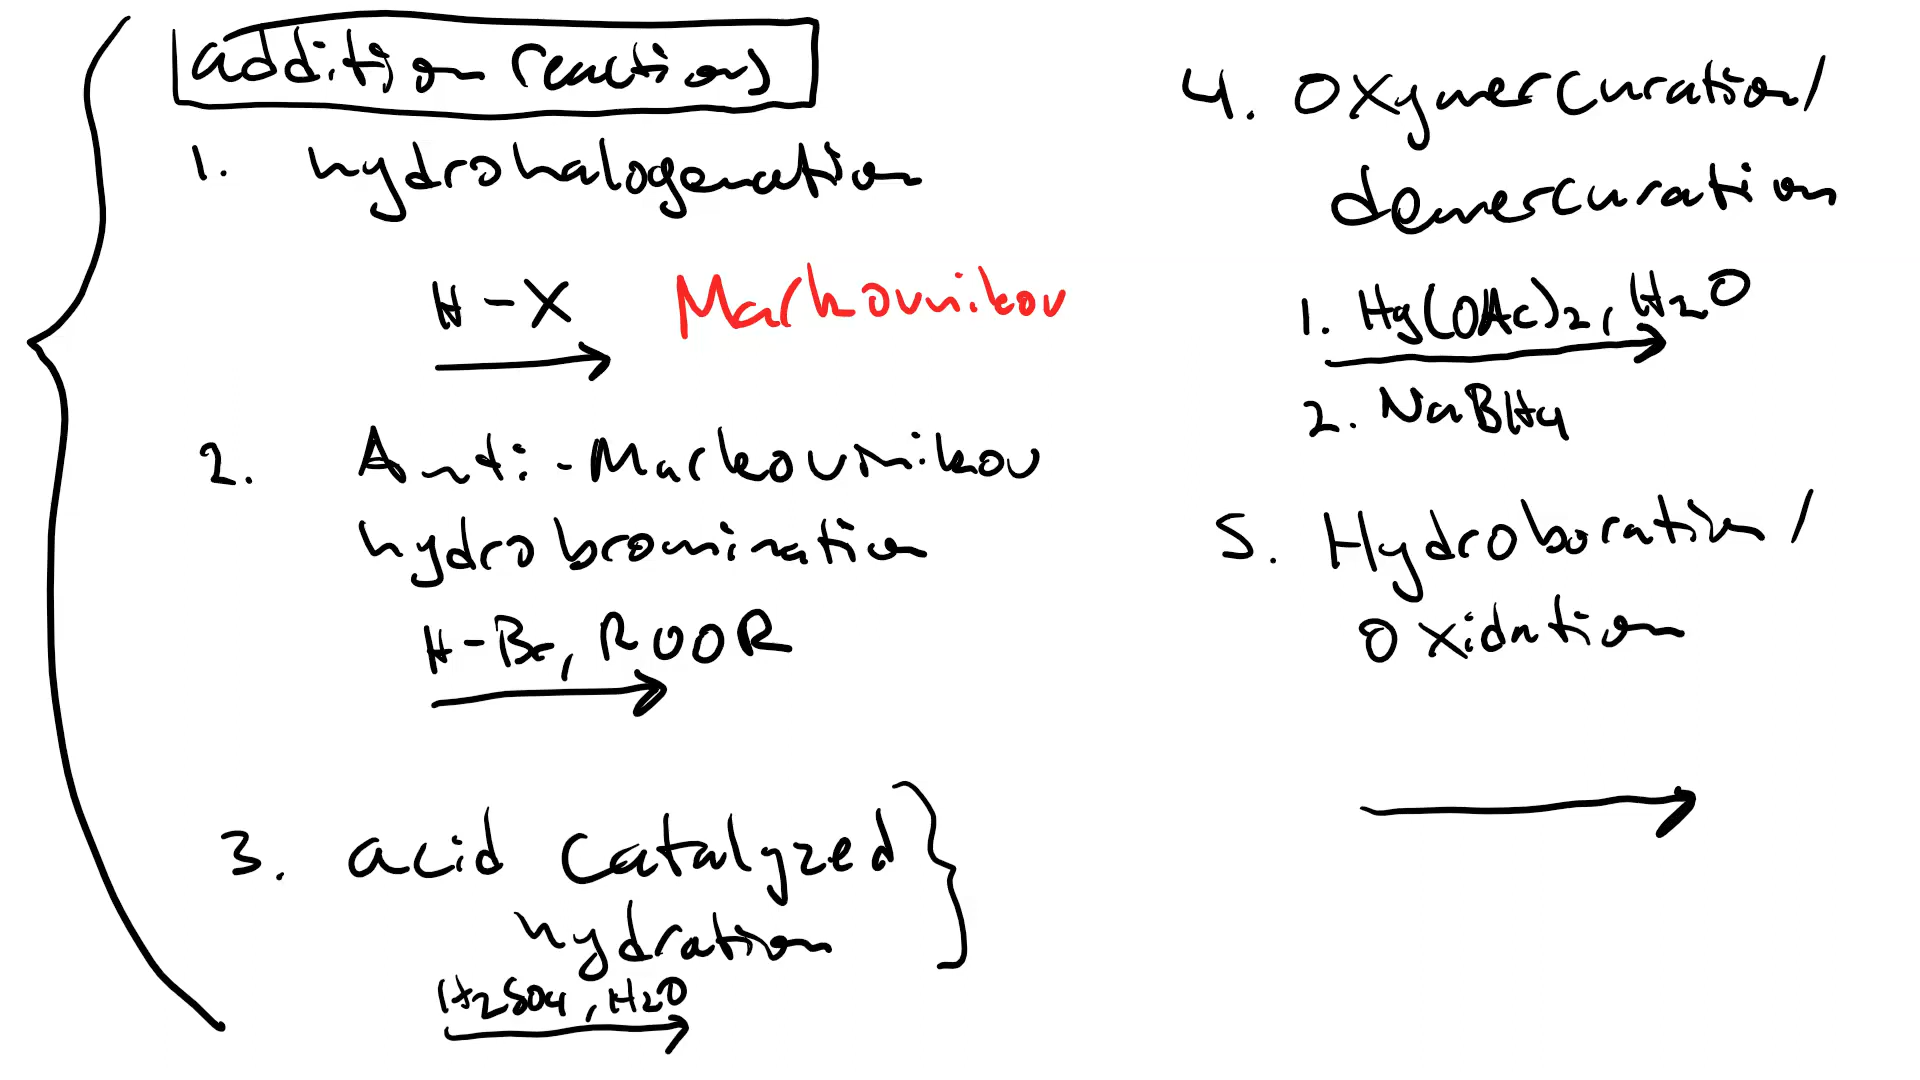 addition reactions
1. hydrohalogenation
H-X Markovnikov
2. Anti-Markovnikov
hydrobromination
H-Br, ROOR
3. acid catalyzed
hydration
H2SO4, H2O
4. Oxymercuration/
demercuration
1. Hg(OAc)2, H2O
2. NaBH4
5. Hydroboration/
oxidation